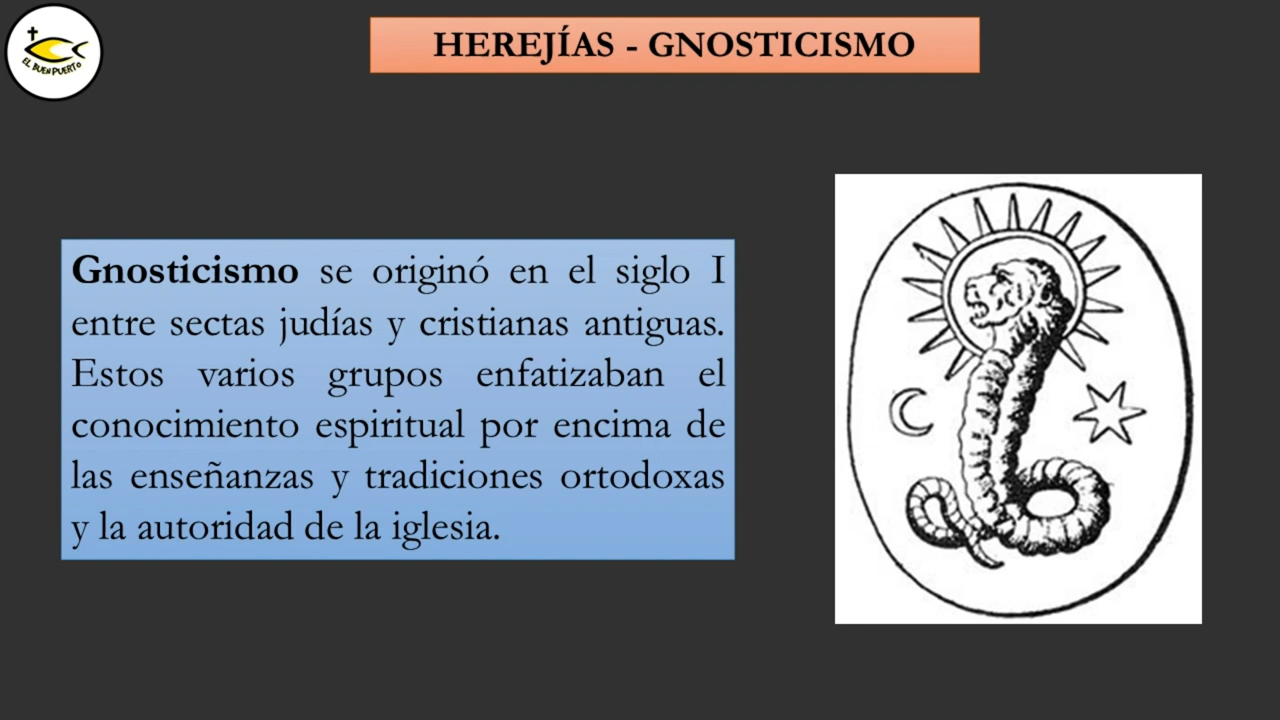 EL BUEN PUERTO
HEREJÍAS - GNOSTICISMO
Gnosticismo se originó en el siglo I
entre sectas judías y cristianas antiguas.
Estos varios grupos enfatizaban el
conocimiento espiritual por encima de
las enseñanzas y tradiciones ortodoxas
y la autoridad de la iglesia.